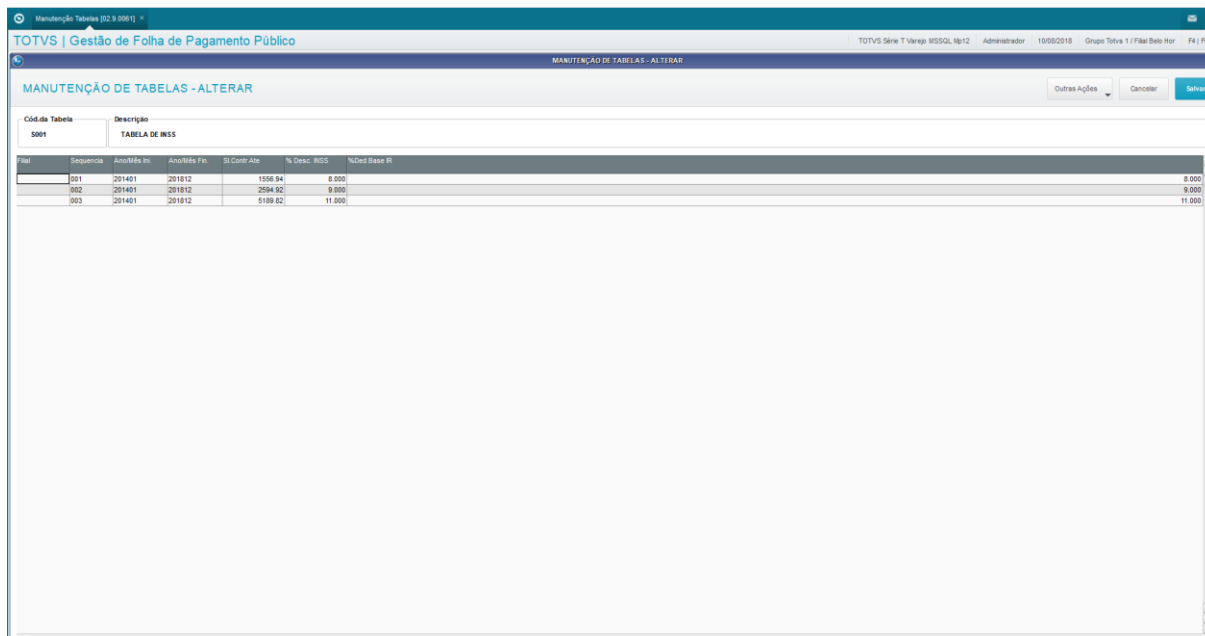 Manutenção Tabelas [02.9.0061] ×
TOTVS | Gestão de Folha de Pagamento Público TOTVS Série T Varejo MSSQL Mp12 Administrador 10/08/2018 Grupo Totvs 1 / Filial Belo Hor F4 | F
MANUTENÇÃO DE TABELAS - ALTERAR
MANUTENÇÃO DE TABELAS - ALTERAR Outras Ações Cancelar Salvar
Cód.da Tabela Descrição
S001 TABELA DE INSS
Filial Sequencia Ano/Mês Ini. Ano/Mês Fin. Sl.Contr Ate % Desc. INSS %Ded.Base IR
001 201401 201812 1556.94 8.000 8.000
002 201401 201812 2594.92 9.000 9.000
003 201401 201812 5189.82 11.000 11.000